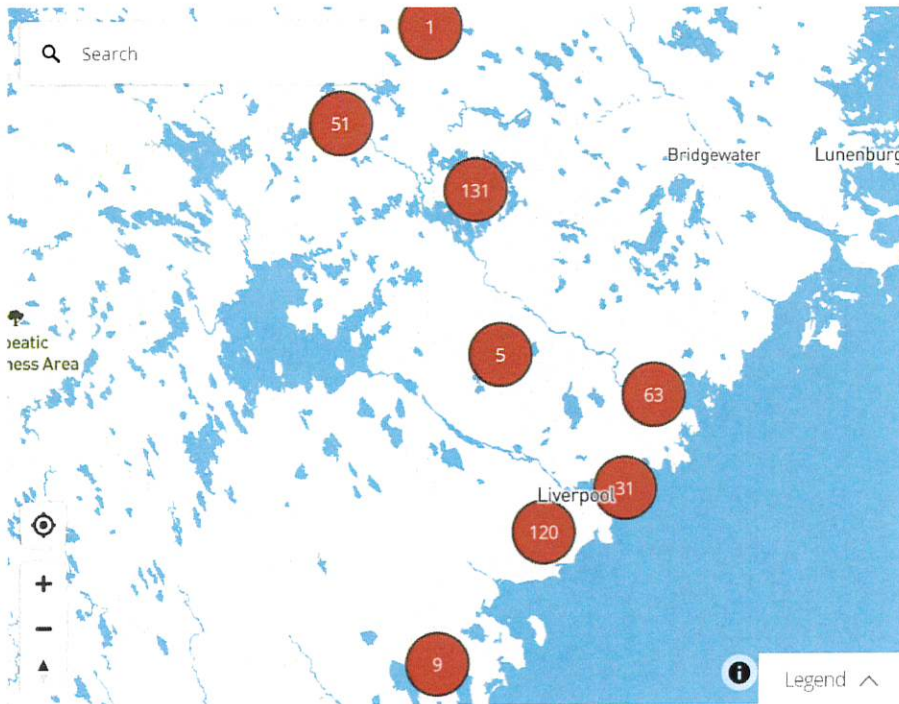 1
Search
51
Bridgewater
Lunenburg
131
peatic
ness Area
5
63
Liverpool
31
120
9
Legend